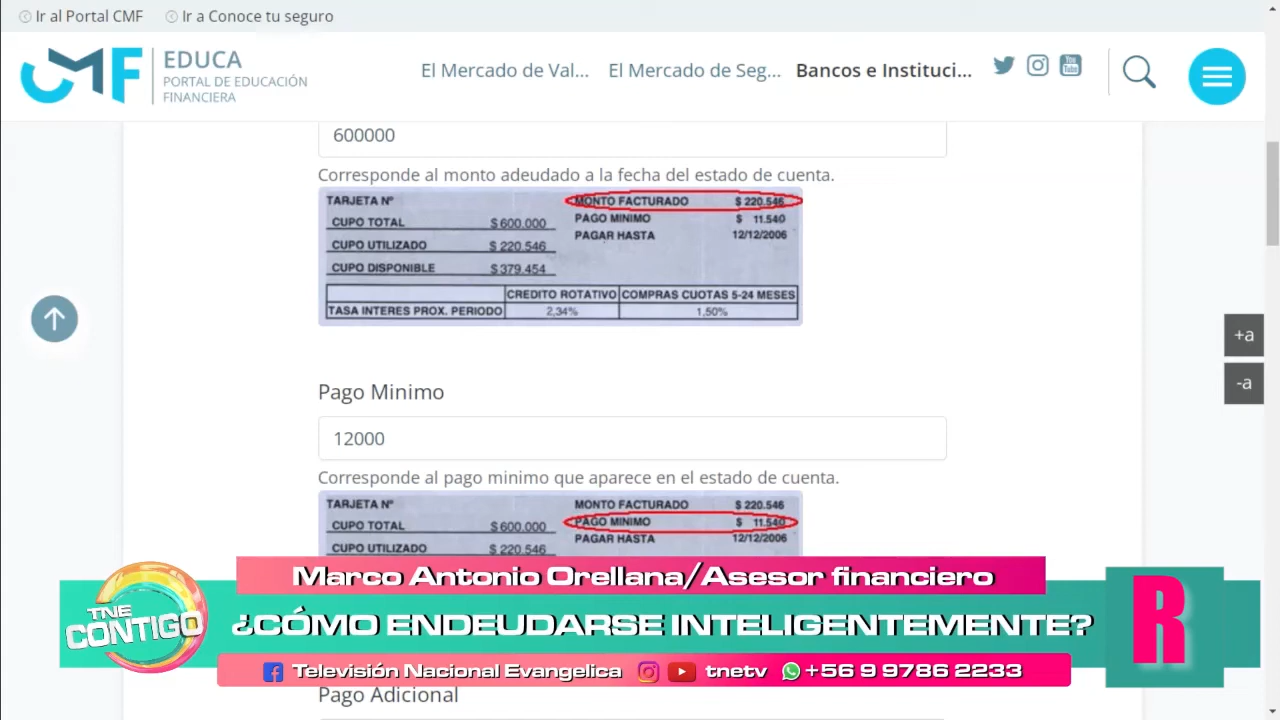 Ir al Portal CMF
Ir a Conoce tu seguro
CMF
EDUCA
PORTAL DE EDUCACIÓN
FINANCIERA
El Mercado de Val...
El Mercado de Seg...
Bancos e Instituci...
You
Tube
600000
Corresponde al monto adeudado a la fecha del estado de cuenta.
TARJETA Nº
CUPO TOTAL $ 600.000
CUPO UTILIZADO $ 220.546
CUPO DISPONIBLE $ 379.454
MONTO FACTURADO $ 220.546
PAGO MINIMO $ 11.540
PAGAR HASTA 12/12/2006
CREDITO ROTATIVO COMPRAS CUOTAS 5-24 MESES
TASA INTERES PROX. PERIODO 2,34% 1,50%
+a
-a
Pago Minimo
12000
Corresponde al pago minimo que aparece en el estado de cuenta.
TARJETA Nº
CUPO TOTAL $ 600.000
CUPO UTILIZADO $ 220.546
MONTO FACTURADO $ 220.546
PAGO MINIMO $ 11.540
PAGAR HASTA 12/12/2006
Marco Antonio Orellana/Asesor financiero
TNE
CONTIGO
¿CÓMO ENDEUDARSE INTELIGENTEMENTE?
R
Televisión Nacional Evangelica tnetv +56 9 9786 2233
Pago Adicional